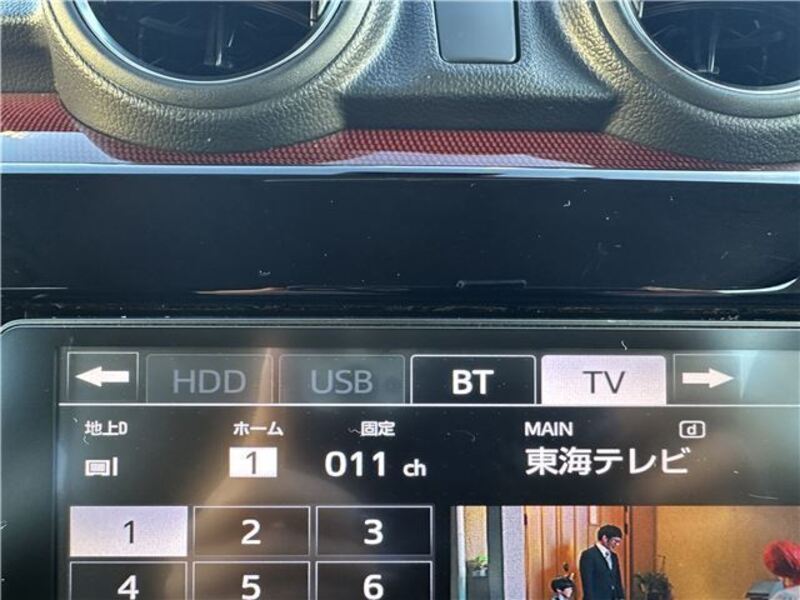 HDD USB BT TV
地上D ホーム 固定 MAIN d
1 011 ch 東海テレビ
1 2 3
4 5 6